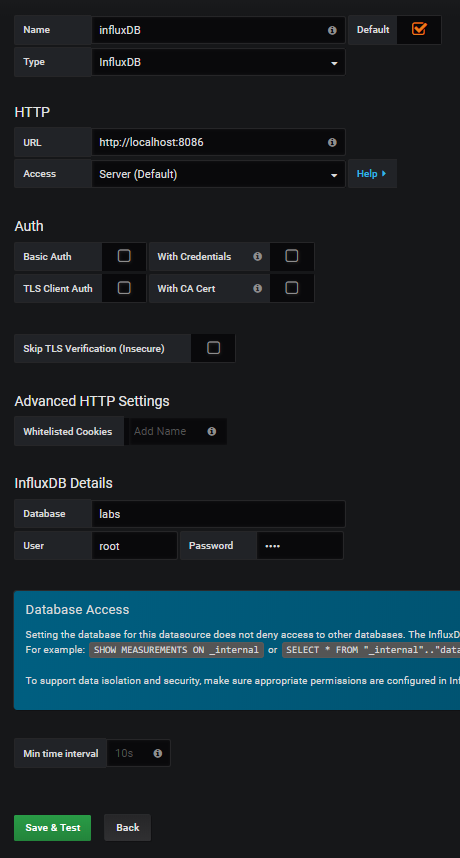 Name influxDB Default
Type InfluxDB
HTTP
URL http://localhost:8086
Access Server (Default) Help
Auth
Basic Auth With Credentials
TLS Client Auth With CA Cert
Skip TLS Verification (Insecure)
Advanced HTTP Settings
Whitelisted Cookies Add Name
InfluxDB Details
Database labs
User root Password ••••
Database Access
Setting the database for this datasource does not deny access to other databases. The InfluxD
For example: SHOW MEASUREMENTS ON _internal or SELECT * FROM "_internal".."data
To support data isolation and security, make sure appropriate permissions are configured in Inf
Min time interval 10s
Save & Test Back